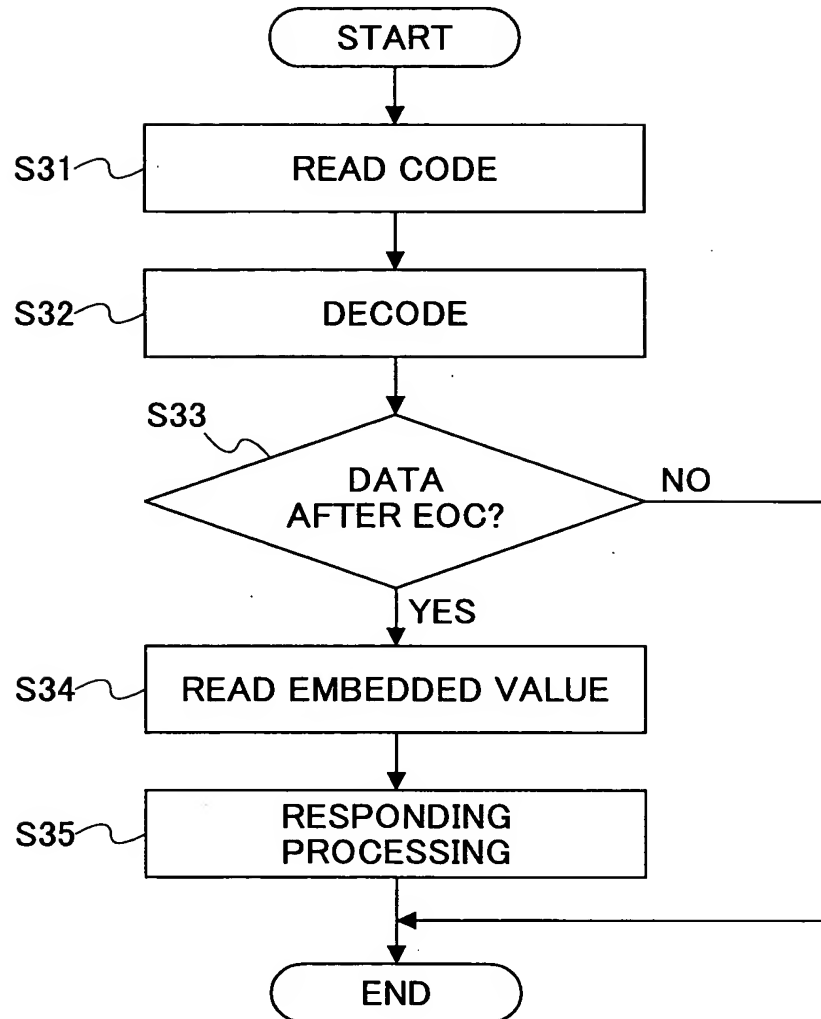 START
S31
READ CODE
S32
DECODE
S33
DATA
AFTER EOC?
NO
YES
S34
READ EMBEDDED VALUE
S35
RESPONDING
PROCESSING
END